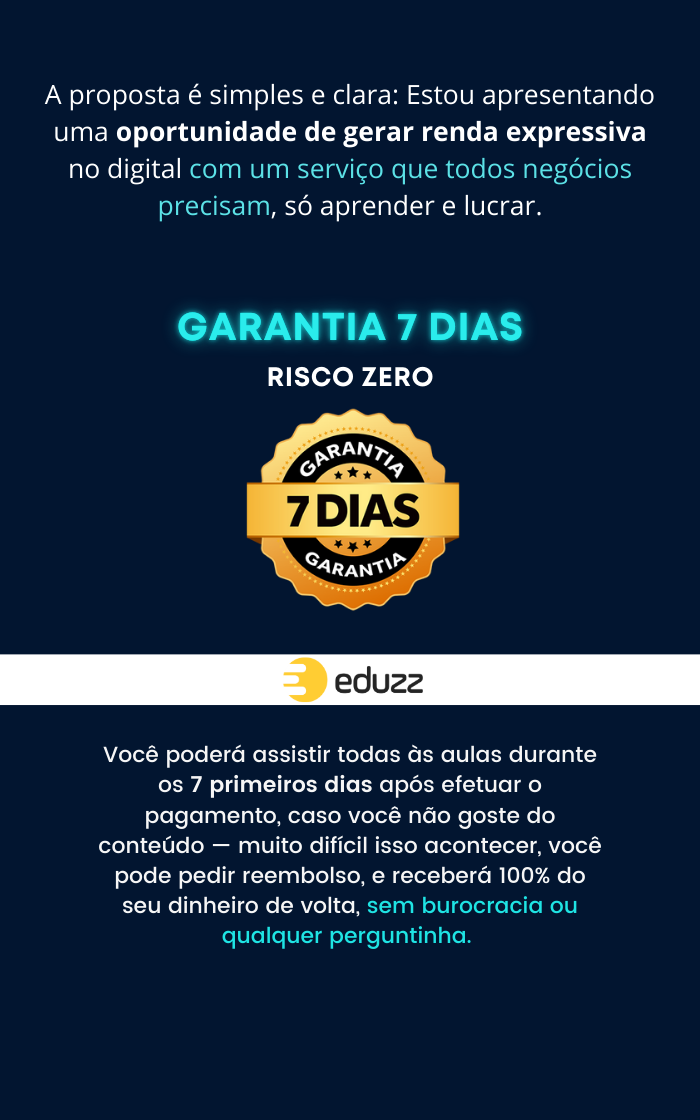 A proposta é simples e clara: Estou apresentando
uma oportunidade de gerar renda expressiva
no digital com um serviço que todos negócios
precisam, só aprender e lucrar.
GARANTIA 7 DIAS
RISCO ZERO
GARANTIA
7 DIAS
GARANTIA
eduzz
Você poderá assistir todas às aulas durante
os 7 primeiros dias após efetuar o
pagamento, caso você não goste do
conteúdo — muito difícil isso acontecer, você
pode pedir reembolso, e receberá 100% do
seu dinheiro de volta, sem burocracia ou
qualquer perguntinha.